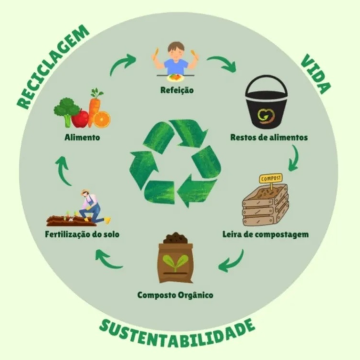 RECICLAGEM
VIDA
Refeição
Alimento
Restos de alimentos
COMPOST
Fertilização do solo
Leira de compostagem
Composto Orgânico
SUSTENTABILIDADE